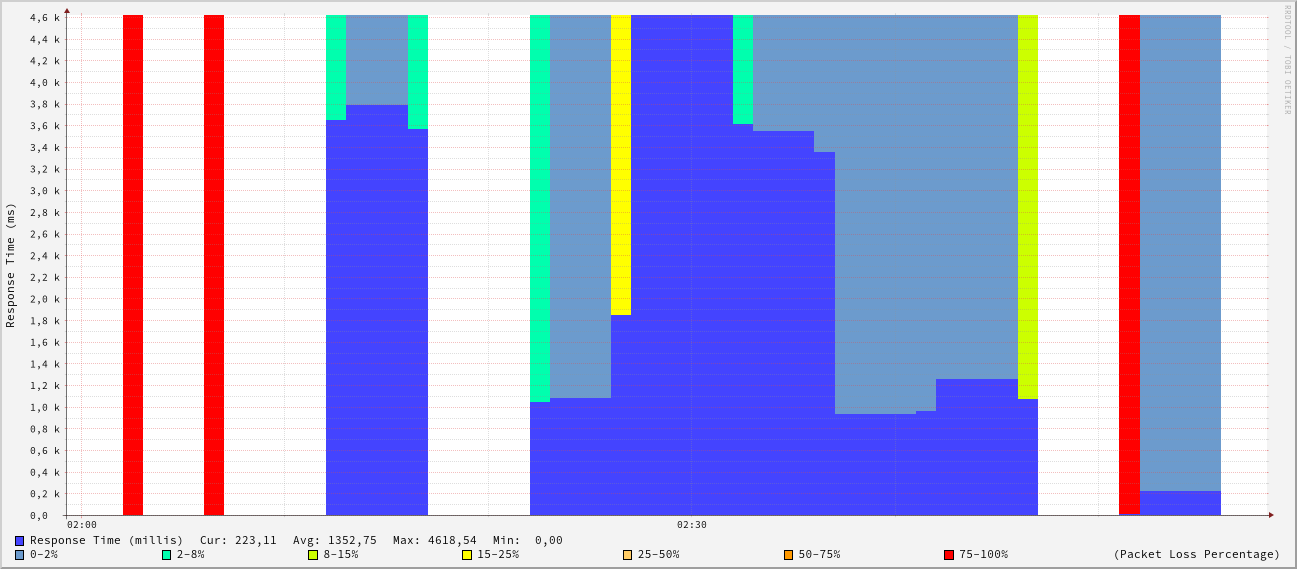 RRDTOOL / TOBI OETIKER
Response Time (ms)
4,6 k
4,4 k
4,2 k
4,0 k
3,8 k
3,6 k
3,4 k
3,2 k
3,0 k
2,8 k
2,6 k
2,4 k
2,2 k
2,0 k
1,8 k
1,6 k
1,4 k
1,2 k
1,0 k
0,8 k
0,6 k
0,4 k
0,2 k
0,0
02:00 02:30
Response Time (millis) Cur: 223,11 Avg: 1352,75 Max: 4618,54 Min: 0,00
0-2% 2-8% 8-15% 15-25% 25-50% 50-75% 75-100% (Packet Loss Percentage)